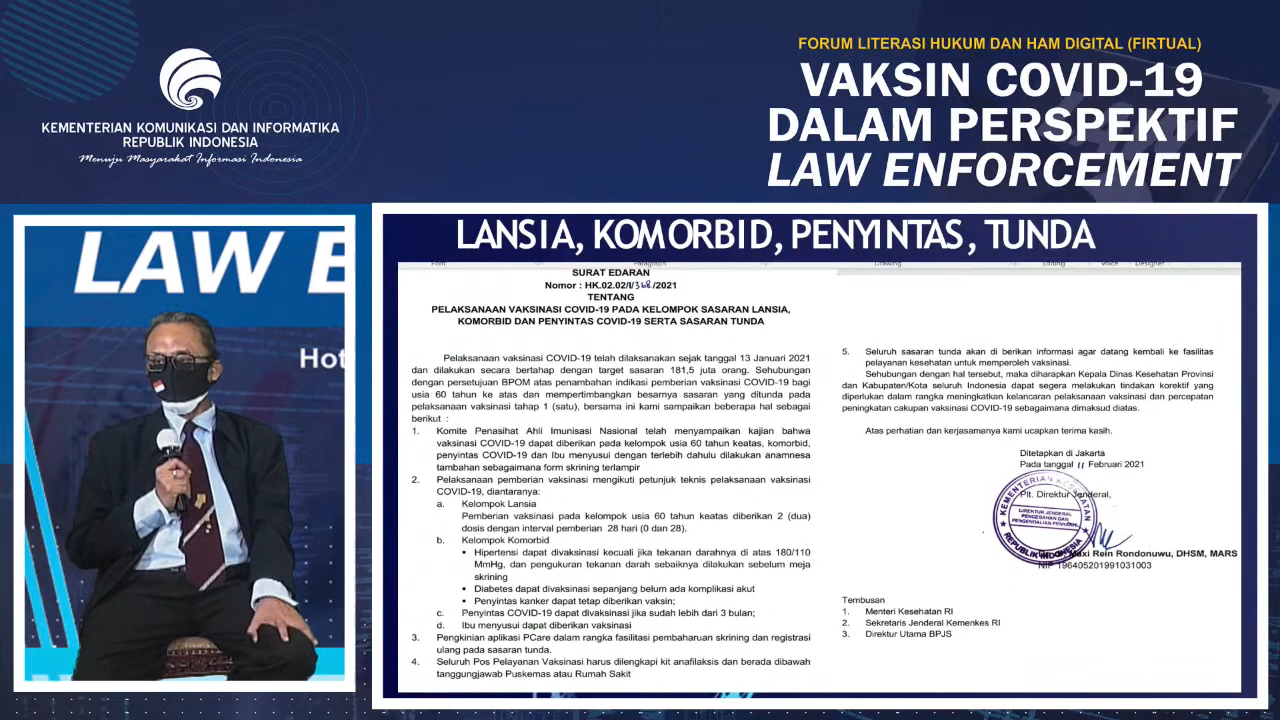 KEMENTERIAN KOMUNIKASI DAN INFORMATIKA
REPUBLIK INDONESIA
Menuju Masyarakat Informasi Indonesia
FORUM LITERASI HUKUM DAN HAM DIGITAL (FIRTUAL)
VAKSIN COVID-19
DALAM PERSPEKTIF
LAW ENFORCEMENT
LAW E
Hot
LANSIA, KOMORBID, PENYINTAS, TUNDA
Font Paragraph Drawing Editing Voice Designer
SURAT EDARAN
Nomor : HK.02.02/I/368/2021
TENTANG
PELAKSANAAN VAKSINASI COVID-19 PADA KELOMPOK SASARAN LANSIA,
KOMORBID DAN PENYINTAS COVID-19 SERTA SASARAN TUNDA
Pelaksanaan vaksinasi COVID-19 telah dilaksanakan sejak tanggal 13 Januari 2021
dan dilakukan secara bertahap dengan target sasaran 181,5 juta orang. Sehubungan
dengan persetujuan BPOM atas penambahan indikasi pemberian vaksinasi COVID-19 bagi
usia 60 tahun ke atas dan mempertimbangkan besarnya sasaran yang ditunda pada
pelaksanaan vaksinasi tahap 1 (satu), bersama ini kami sampaikan beberapa hal sebagai
berikut :
1. Komite Penasihat Ahli Imunisasi Nasional telah menyampaikan kajian bahwa
vaksinasi COVID-19 dapat diberikan pada kelompok usia 60 tahun keatas, komorbid,
penyintas COVID-19 dan Ibu menyusui dengan terlebih dahulu dilakukan anamnesa
tambahan sebagaimana form skrining terlampir
2. Pelaksanaan pemberian vaksinasi mengikuti petunjuk teknis pelaksanaan vaksinasi
COVID-19, diantaranya:
a. Kelompok Lansia
Pemberian vaksinasi pada kelompok usia 60 tahun keatas diberikan 2 (dua)
dosis dengan interval pemberian 28 hari (0 dan 28).
b. Kelompok Komorbid
▪ Hipertensi dapat divaksinasi kecuali jika tekanan darahnya di atas 180/110
MmHg, dan pengukuran tekanan darah sebaiknya dilakukan sebelum meja
skrining
▪ Diabetes dapat divaksinasi sepanjang belum ada komplikasi akut
▪ Penyintas kanker dapat tetap diberikan vaksin;
c. Penyintas COVID-19 dapat divaksinasi jika sudah lebih dari 3 bulan;
d. Ibu menyusui dapat diberikan vaksinasi
3. Pengkinian aplikasi PCare dalam rangka fasilitasi pembaharuan skrining dan registrasi
ulang pada sasaran tunda.
4. Seluruh Pos Pelayanan Vaksinasi harus dilengkapi kit anafilaksis dan berada dibawah
tanggungjawab Puskemas atau Rumah Sakit
5. Seluruh sasaran tunda akan di berikan informasi agar datang kembali ke fasilitas
pelayanan kesehatan untuk memperoleh vaksinasi.
Sehubungan dengan hal tersebut, maka diharapkan Kepala Dinas Kesehatan Provinsi
dan Kabupaten/Kota seluruh Indonesia dapat segera melakukan tindakan korektif yang
diperlukan dalam rangka meningkatkan kelancaran pelaksanaan vaksinasi dan percepatan
peningkatan cakupan vaksinasi COVID-19 sebagaimana dimaksud diatas.
Atas perhatian dan kerjasamanya kami ucapkan terima kasih.
Ditetapkan di Jakarta
Pada tanggal 11 Februari 2021
Plt. Direktur Jenderal,
KEMENTERIAN KESEHATAN
DIREKTUR JENDERAL
PENCEGAHAN DAN
PENGENDALIAN PENYAKIT
REPUBLIK INDONESIA
Maxi Rein Rondonuwu, DHSM, MARS
NIP 196405201991031003
Tembusan
1. Menteri Kesehatan RI
2. Sekretaris Jenderal Kemenkes RI
3. Direktur Utama BPJS